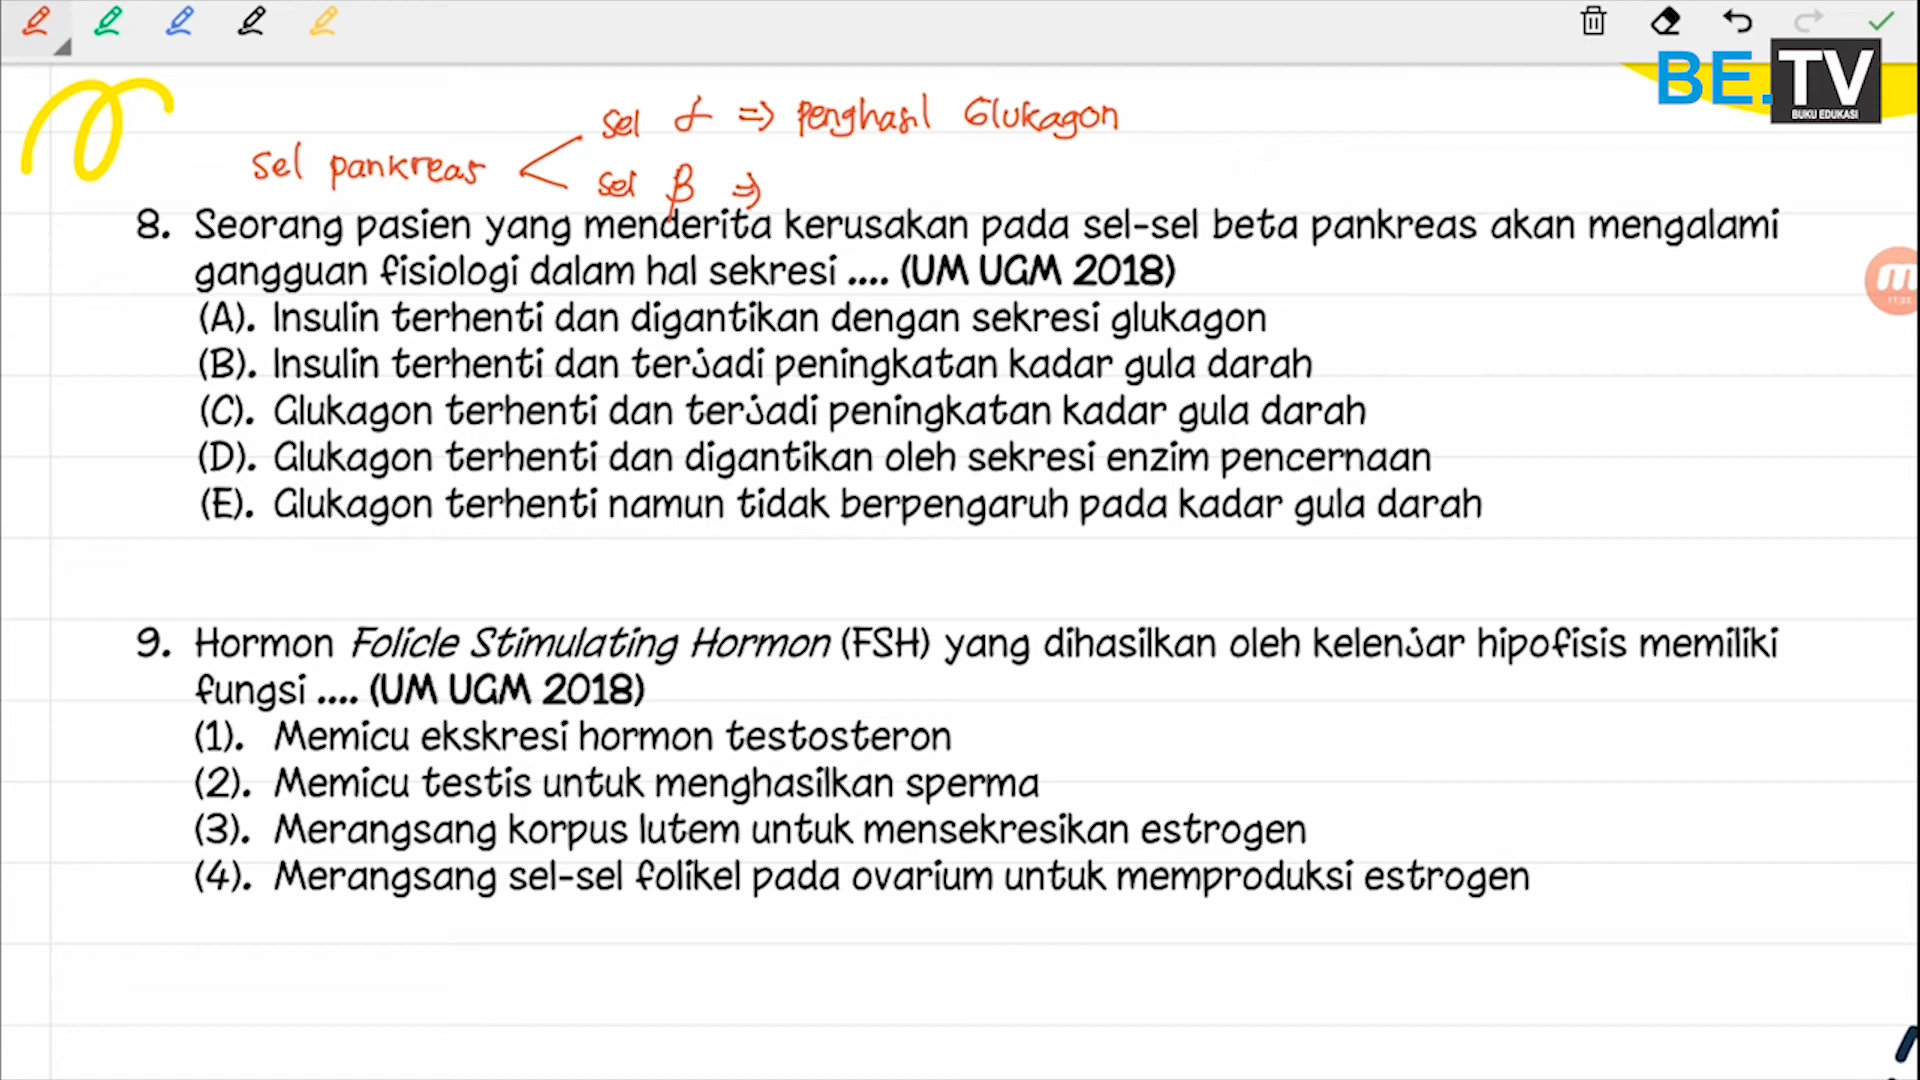 BE.TV
BUKU EDUKASI
sel α => Penghasil Glukagon
Sel pankreas
sel β =>
8. Seorang pasien yang menderita kerusakan pada sel-sel beta pankreas akan mengalami
gangguan fisiologi dalam hal sekresi .... (UM UGM 2018)
(A). Insulin terhenti dan digantikan dengan sekresi glukagon
(B). Insulin terhenti dan terjadi peningkatan kadar gula darah
(C). Glukagon terhenti dan terjadi peningkatan kadar gula darah
(D). Glukagon terhenti dan digantikan oleh sekresi enzim pencernaan
(E). Glukagon terhenti namun tidak berpengaruh pada kadar gula darah
9. Hormon Folicle Stimulating Hormon (FSH) yang dihasilkan oleh kelenjar hipofisis memiliki
fungsi .... (UM UGM 2018)
(1). Memicu ekskresi hormon testosteron
(2). Memicu testis untuk menghasilkan sperma
(3). Merangsang korpus lutem untuk mensekresikan estrogen
(4). Merangsang sel-sel folikel pada ovarium untuk memproduksi estrogen